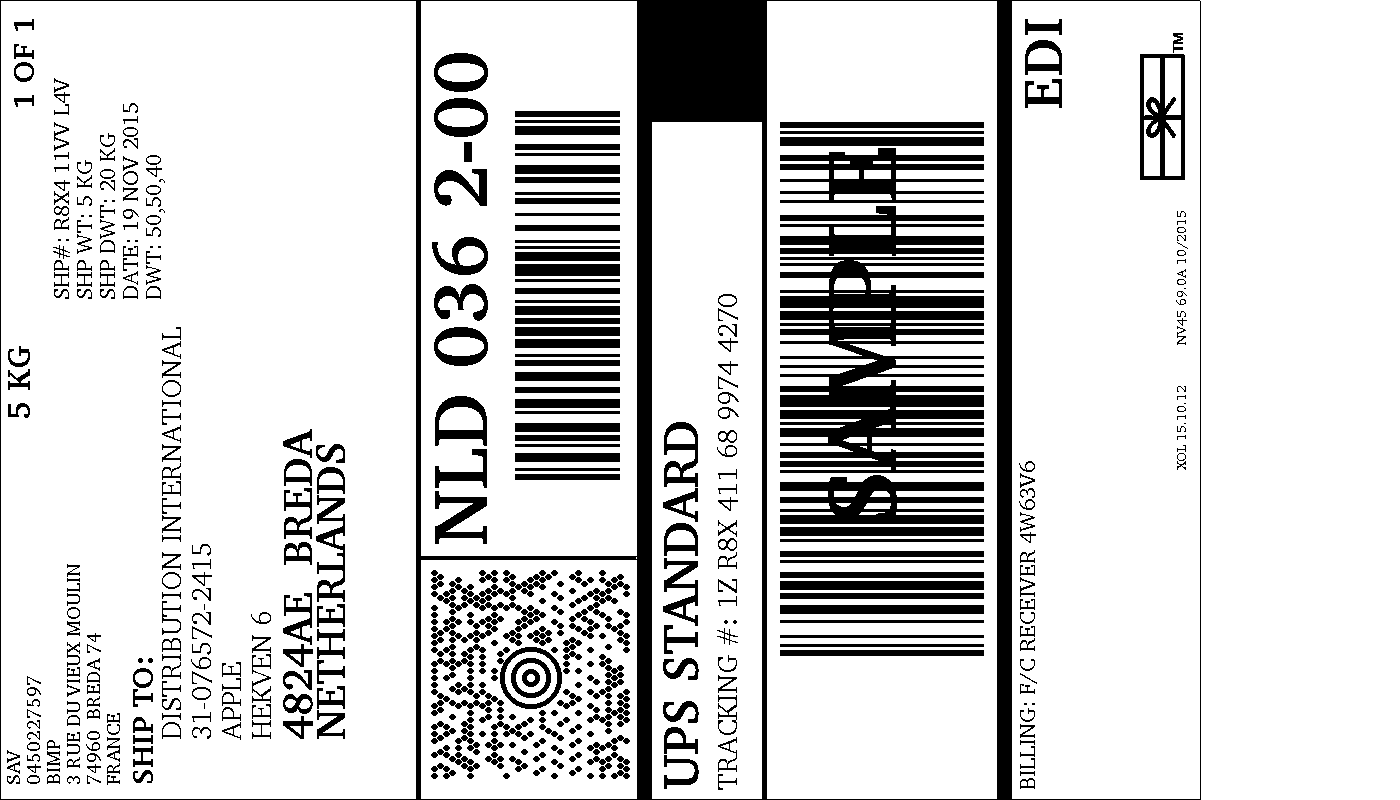 SAV
0450227597
BIMP
3 RUE DU VIEUX MOULIN
74960  BREDA 74
FRANCE
5 KG
1 OF 1
SHP#: R8X4 11VV L4V
SHP WT: 5 KG
SHP DWT: 20 KG
DATE: 19 NOV 2015
DWT: 50,50,40
SHIP TO:
DISTRIBUTION INTERNATIONAL
31-076572-2415
APPLE
HEKVEN 6
4824AE  BREDA
NETHERLANDS
NLD 036 2-00
UPS STANDARD
TRACKING #: 1Z R8X 411 68 9974 4270
SAMPLE
BILLING: F/C RECEIVER 4W63V6
EDI
XOL 15.10.12
NV45 69.0A 10/2015
TM